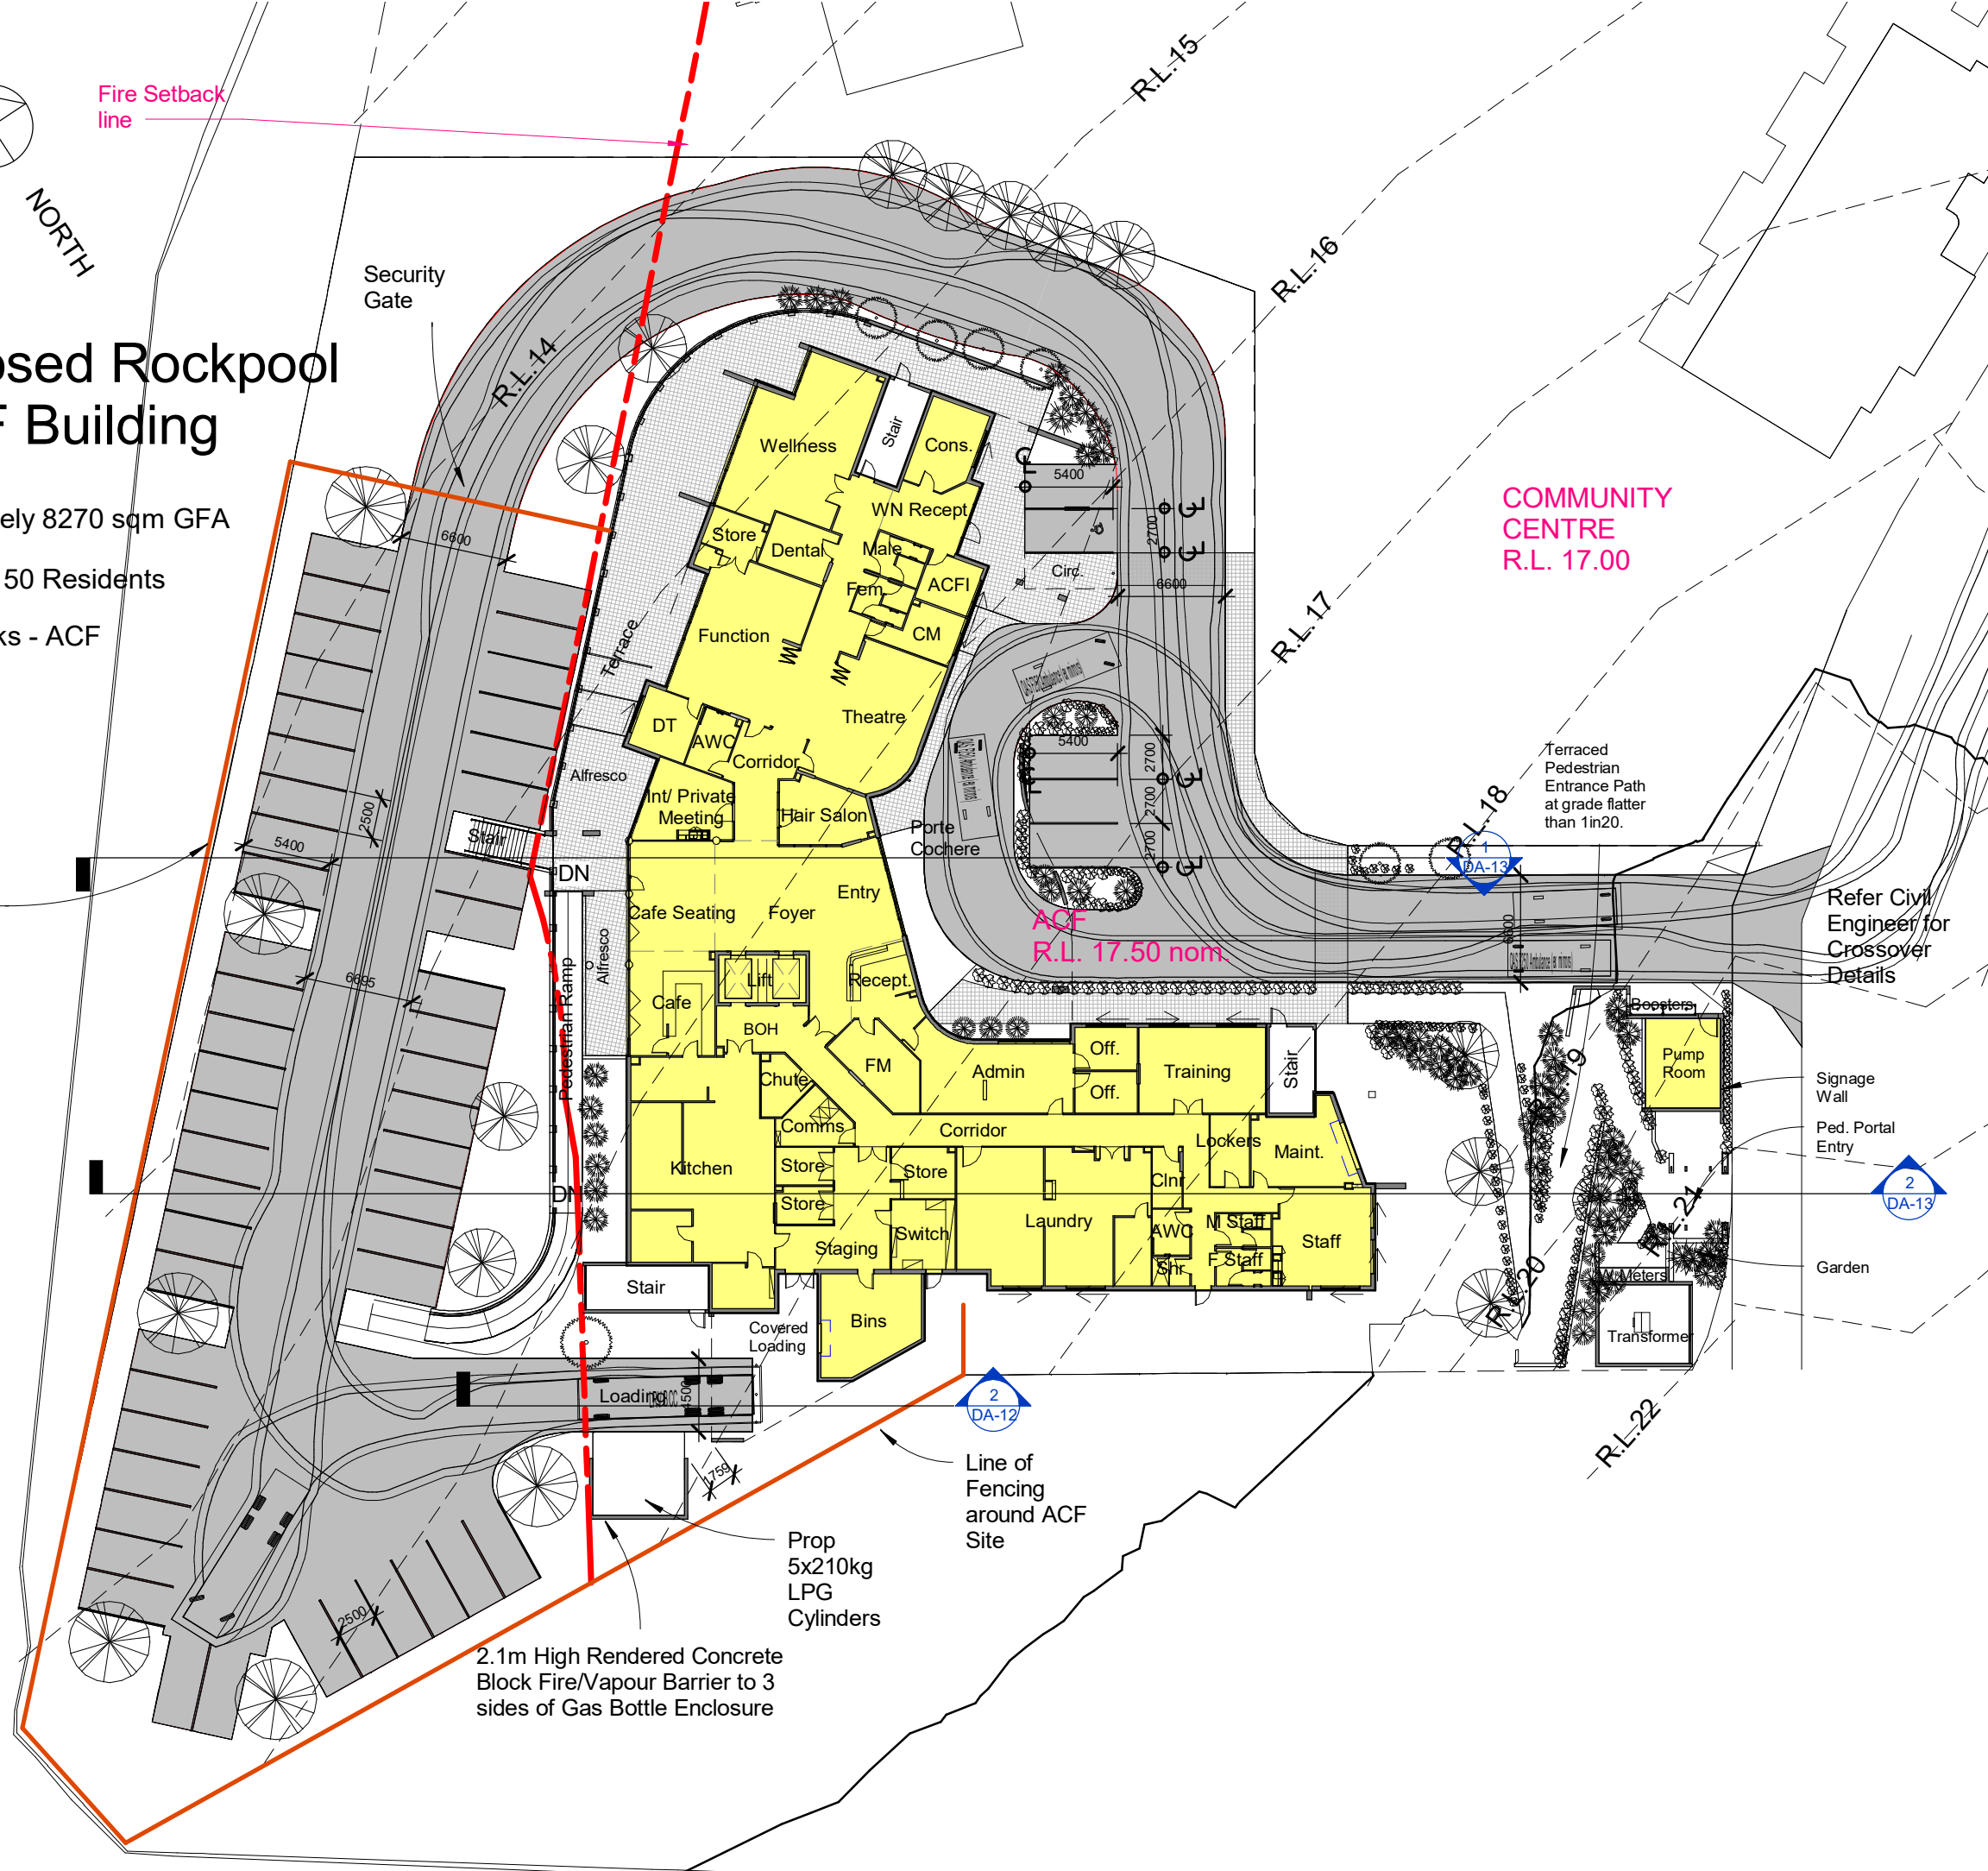 Fire Setback
line
NORTH
R.L.15
R.L.16
Security
Gate
osed Rockpool
F Building
R.L.14
ely 8270 sqm GFA
50 Residents
ks - ACF
Wellness
Stair
Cons.
5400
COMMUNITY
CENTRE
R.L. 17.00
WN Recept.
2700
6600
Store
Dental
Male
Circ.
6600
Fem.
ACFI
Function
CM
R.L.17
Terrace
Theatre
DT
AWC
5400
Corridor
2700
Alfresco
Int/ Private
Meeting
Hair Salon
2700
2500
Porte
Cochere
2700
Terraced
Pedestrian
Entrance Path
at grade flatter
than 1in20.
R.L.18
Stair
5400
1
DA-13
DN
Entry
Cafe Seating
Foyer
ACF
R.L. 17.50 nom.
6600
Refer Civil
Engineer for
Crossover
Details
Alfresco
6695
Lift
Recept.
Cafe
Pedestrian Ramp
BOH
Boosters
Off.
FM
Admin
Training
Stair
Pump
Room
Chute
Off.
Signage
Wall
Comms
Corridor
Lockers
Ped. Portal
Entry
Maint.
Kitchen
Store
Store
Clnr
DN
Store
2
DA-13
Laundry
AWC
M Staff
Staff
Switch
Staging
Shr
F Staff
R.L.21
Garden
R.L.20
W.Meters
Stair
Bins
Covered
Loading
Transformer
Loading
4500
2
DA-12
R.L.22
1759
Line of
Fencing
around ACF
Site
Prop
5x210kg
LPG
Cylinders
2500
2.1m High Rendered Concrete
Block Fire/Vapour Barrier to 3
sides of Gas Bottle Enclosure